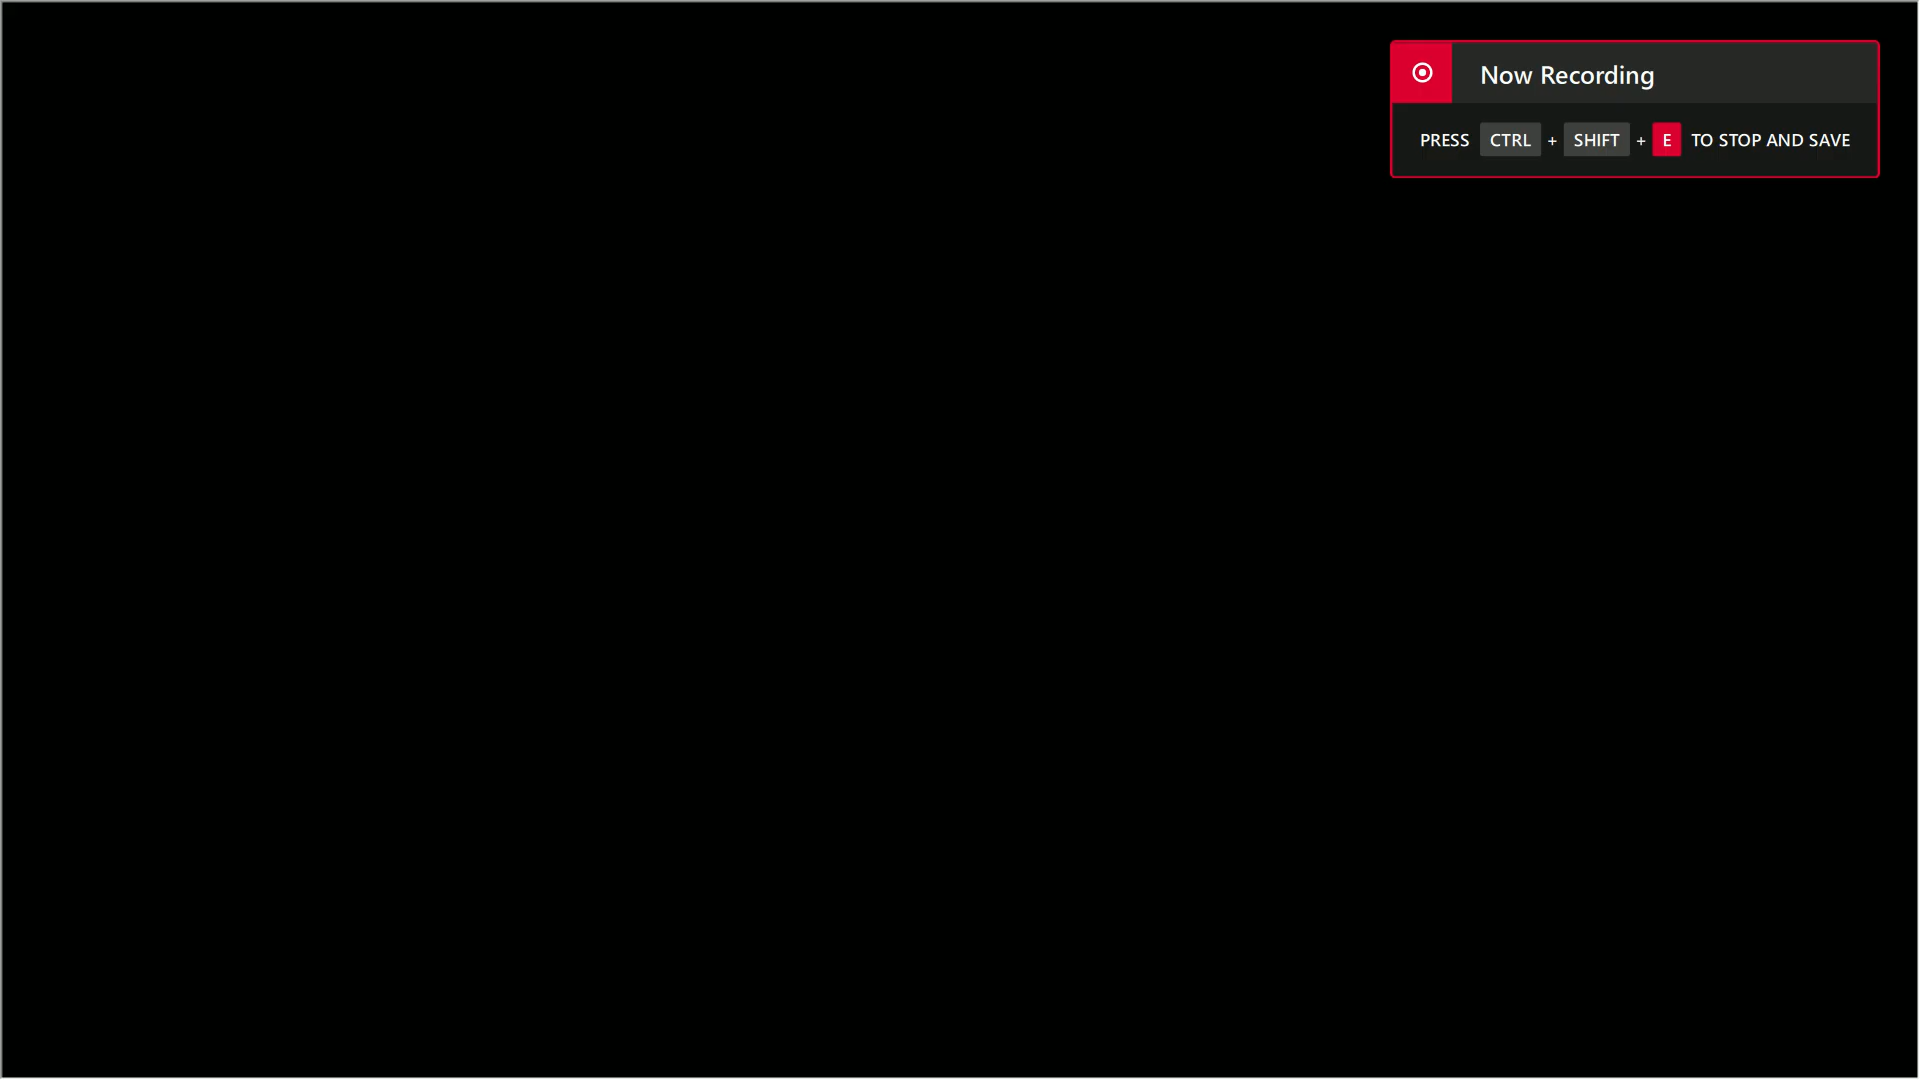 Now Recording
PRESS CTRL + SHIFT + E TO STOP AND SAVE